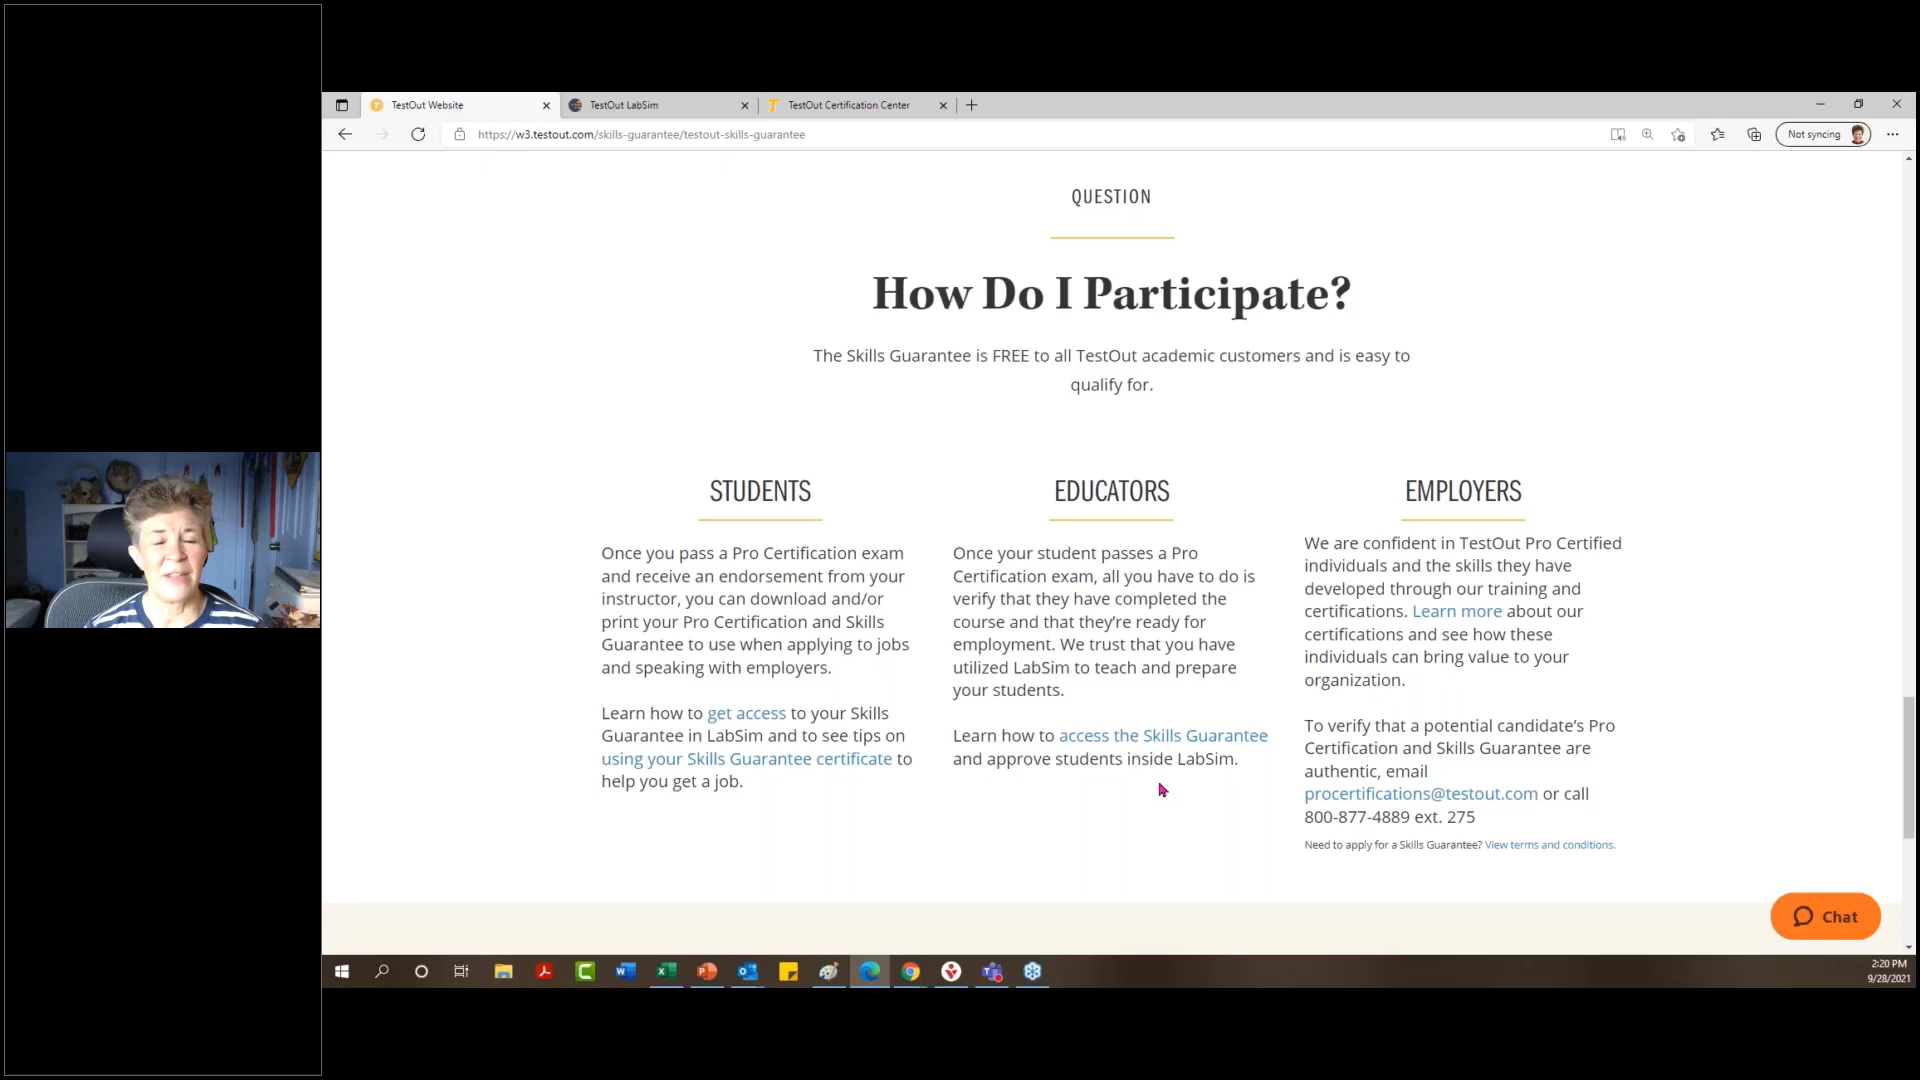 TestOut Website
TestOut LabSim
TestOut Certification Center
https://w3.testout.com/skills-guarantee/testout-skills-guarantee
Not syncing
QUESTION
How Do I Participate?
The Skills Guarantee is FREE to all TestOut academic customers and is easy to
qualify for.
STUDENTS
Once you pass a Pro Certification exam
and receive an endorsement from your
instructor, you can download and/or
print your Pro Certification and Skills
Guarantee to use when applying to jobs
and speaking with employers.
Learn how to get access to your Skills
Guarantee in LabSim and to see tips on
using your Skills Guarantee certificate to
help you get a job.
EDUCATORS
Once your student passes a Pro
Certification exam, all you have to do is
verify that they have completed the
course and that they’re ready for
employment. We trust that you have
utilized LabSim to teach and prepare
your students.
Learn how to access the Skills Guarantee
and approve students inside LabSim.
EMPLOYERS
We are confident in TestOut Pro Certified
individuals and the skills they have
developed through our training and
certifications. Learn more about our
certifications and see how these
individuals can bring value to your
organization.
To verify that a potential candidate’s Pro
Certification and Skills Guarantee are
authentic, email
procertifications@testout.com or call
800-877-4889 ext. 275
Need to apply for a Skills Guarantee? View terms and conditions.
Chat
2:20 PM
9/28/2021